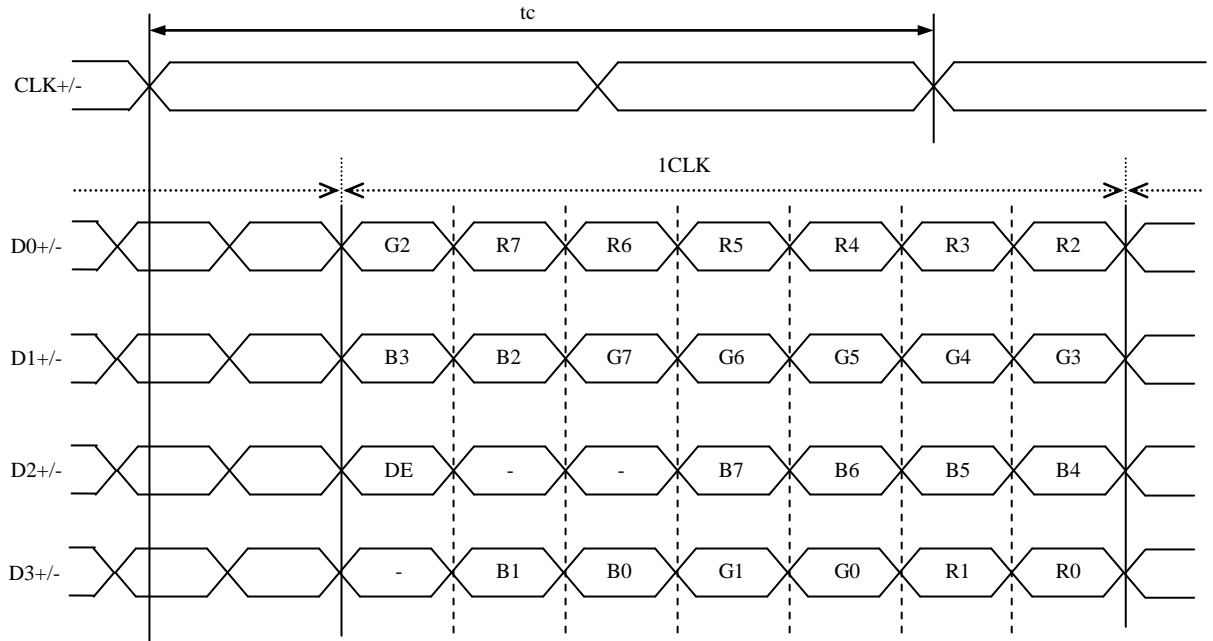 tc
CLK+/-
1CLK
D0+/- G2 R7 R6 R5 R4 R3 R2
D1+/- B3 B2 G7 G6 G5 G4 G3
D2+/- DE - - B7 B6 B5 B4
D3+/- - B1 B0 G1 G0 R1 R0